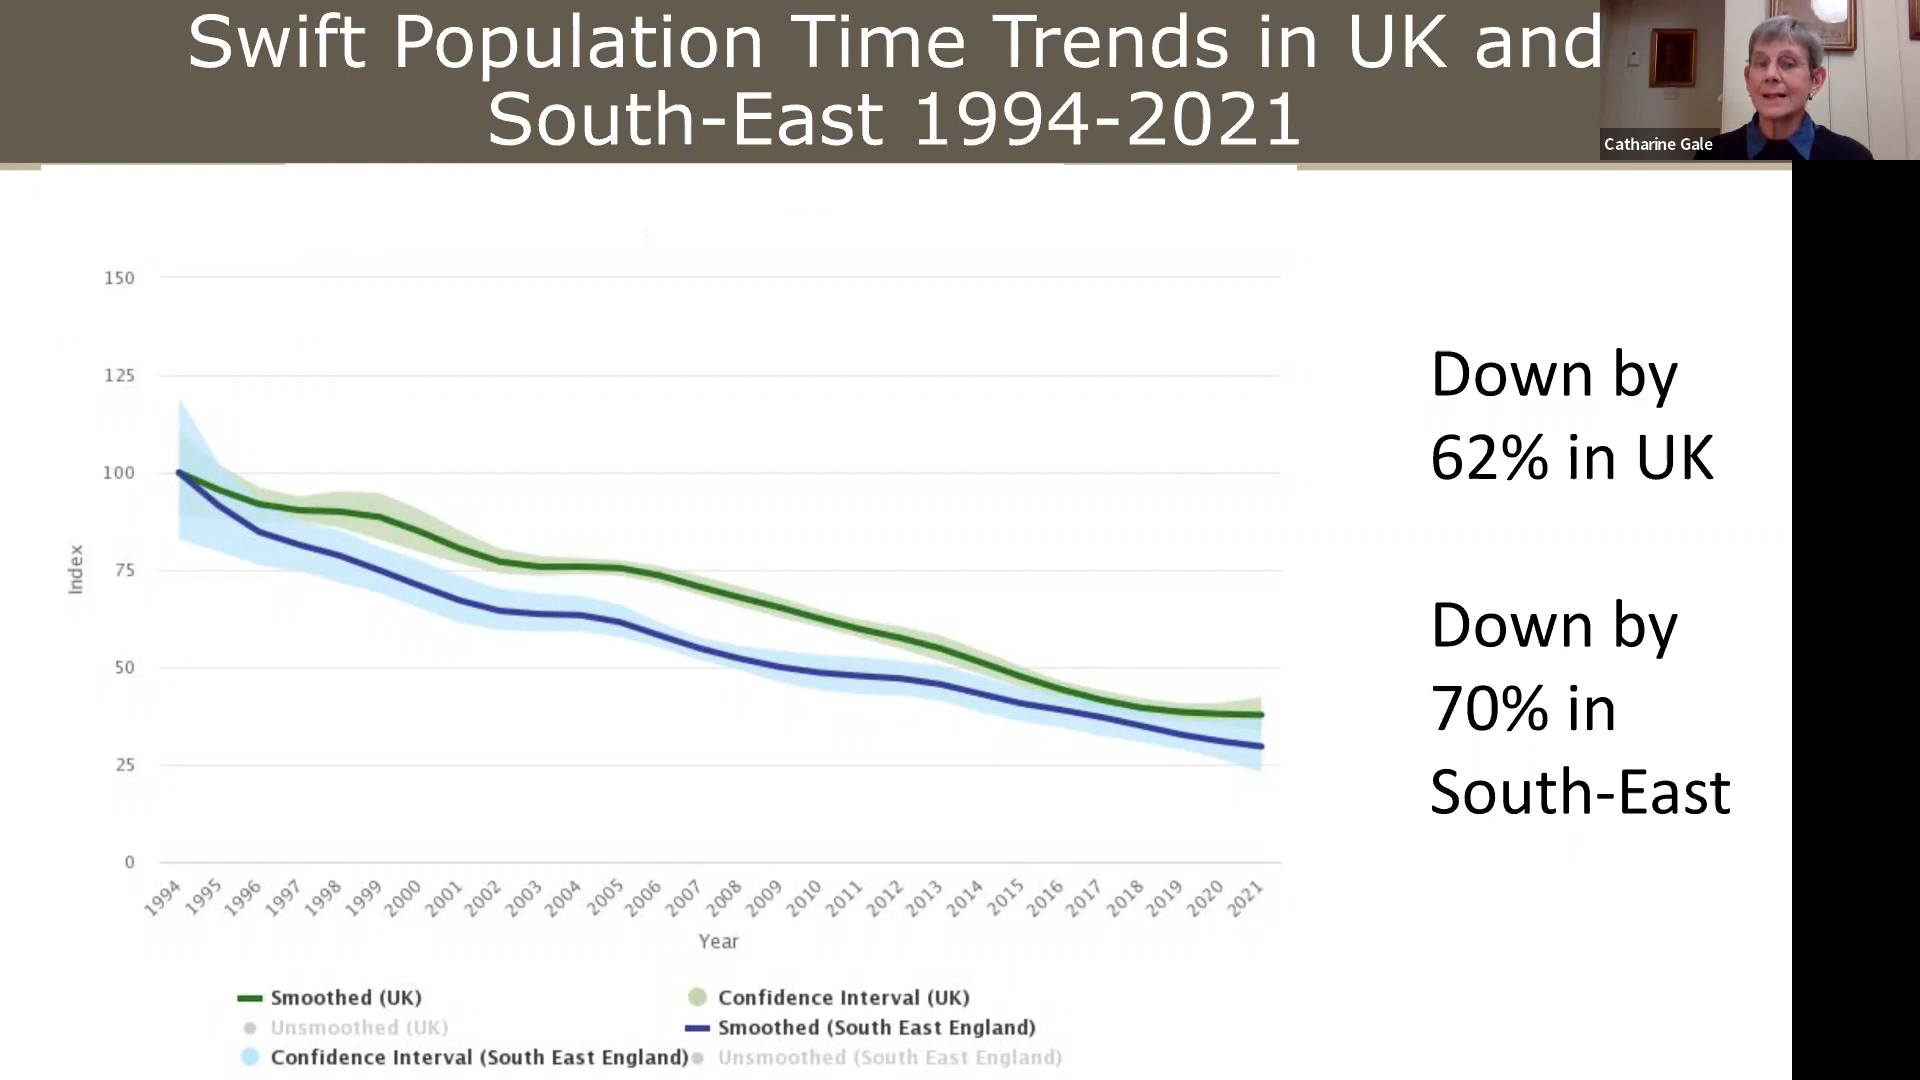 Swift Population Time Trends in UK and
South-East 1994-2021
Catharine Gale
150
125
100
75
50
25
0
Index
1994 1995 1996 1997 1998 1999 2000 2001 2002 2003 2004 2005 2006 2007 2008 2009 2010 2011 2012 2013 2014 2015 2016 2017 2018 2019 2020 2021
Year
Smoothed (UK) Confidence Interval (UK)
Unsmoothed (UK) Smoothed (South East England)
Confidence Interval (South East England) Unsmoothed (South East England)
Down by
62% in UK
Down by
70% in
South-East